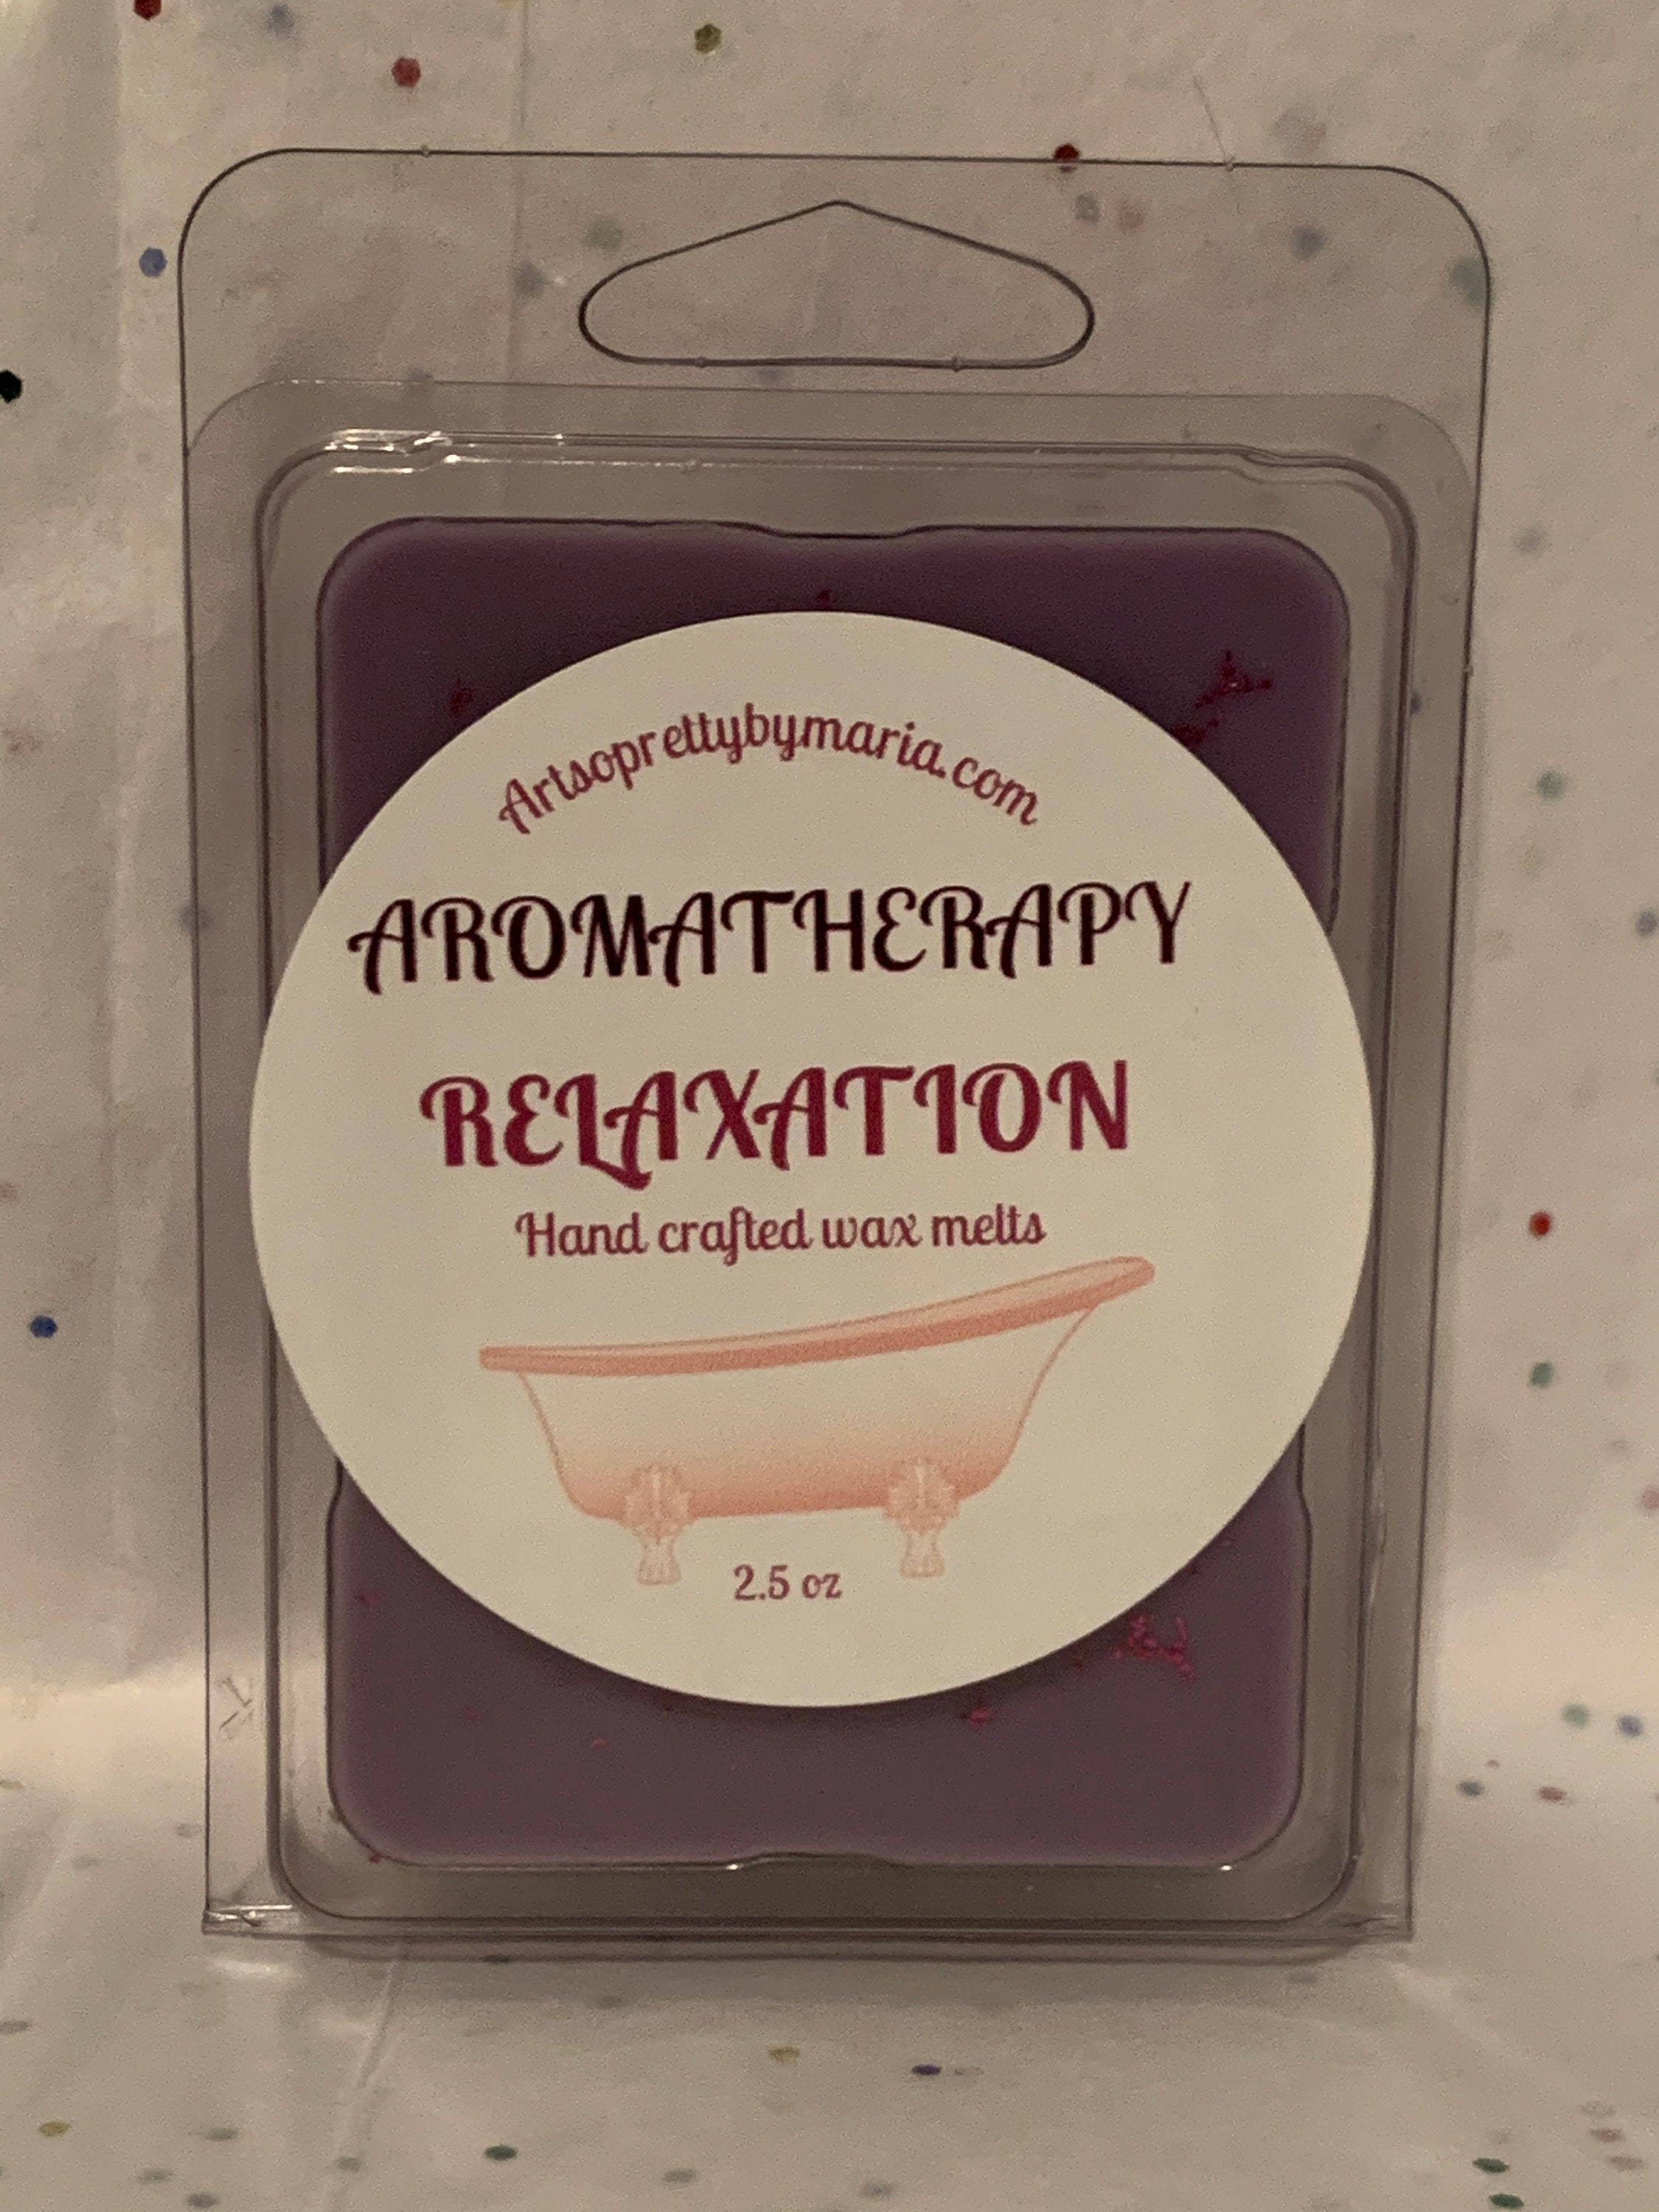 Artsoprettybymaria.com
AROMATHERAPY
RELAXATION
Hand crafted wax melts
2.5 oz